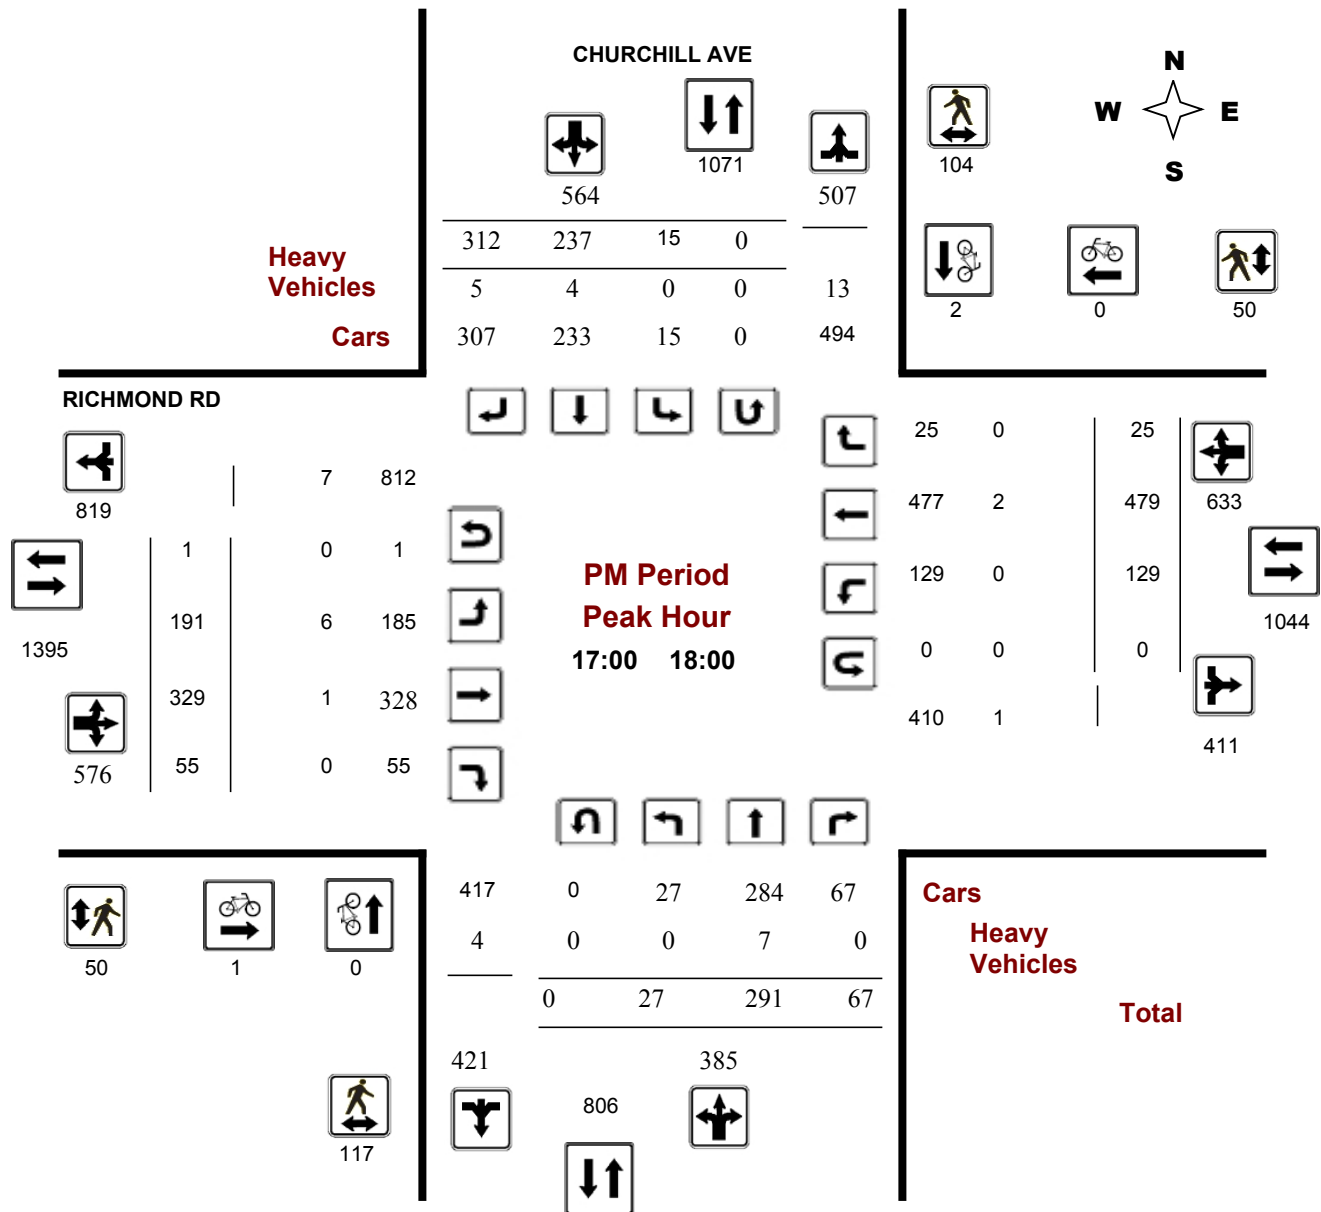 CHURCHILL AVE
N
W E
S
1071
104
564
507
312 237 15 0
Heavy
Vehicles
5 4 0 0 13
2 0 50
Cars
307 233 15 0 494
RICHMOND RD
25 0 25
7 812
477 2 479 633
819
1 0 1
PM Period
129 0 129
Peak Hour
191 6 185
1044
1395
17:00 18:00
0 0 0
329 1 328
410 1
411
576 55 0 55
417 0 27 284 67
Cars
4 0 0 7 0
Heavy
Vehicles
50 1 0
0 27 291 67
Total
421 385
806
117